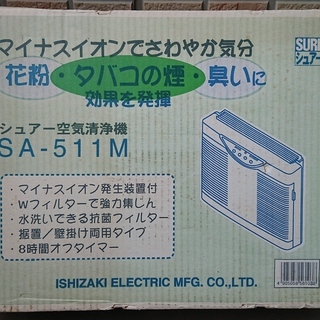 マイナスイオンでさわやか気分
SURE
シュアー
花粉・タバコの煙・臭いに
効果を発揮
シュアー空気清浄機
SA-511M
・マイナスイオン発生装置付
・Wフィルターで強力集じん
・水洗いできる抗菌フィルター
・据置／壁掛け両用タイプ
・8時間オフタイマー
ISHIZAKI ELECTRIC MFG. CO.,LTD.